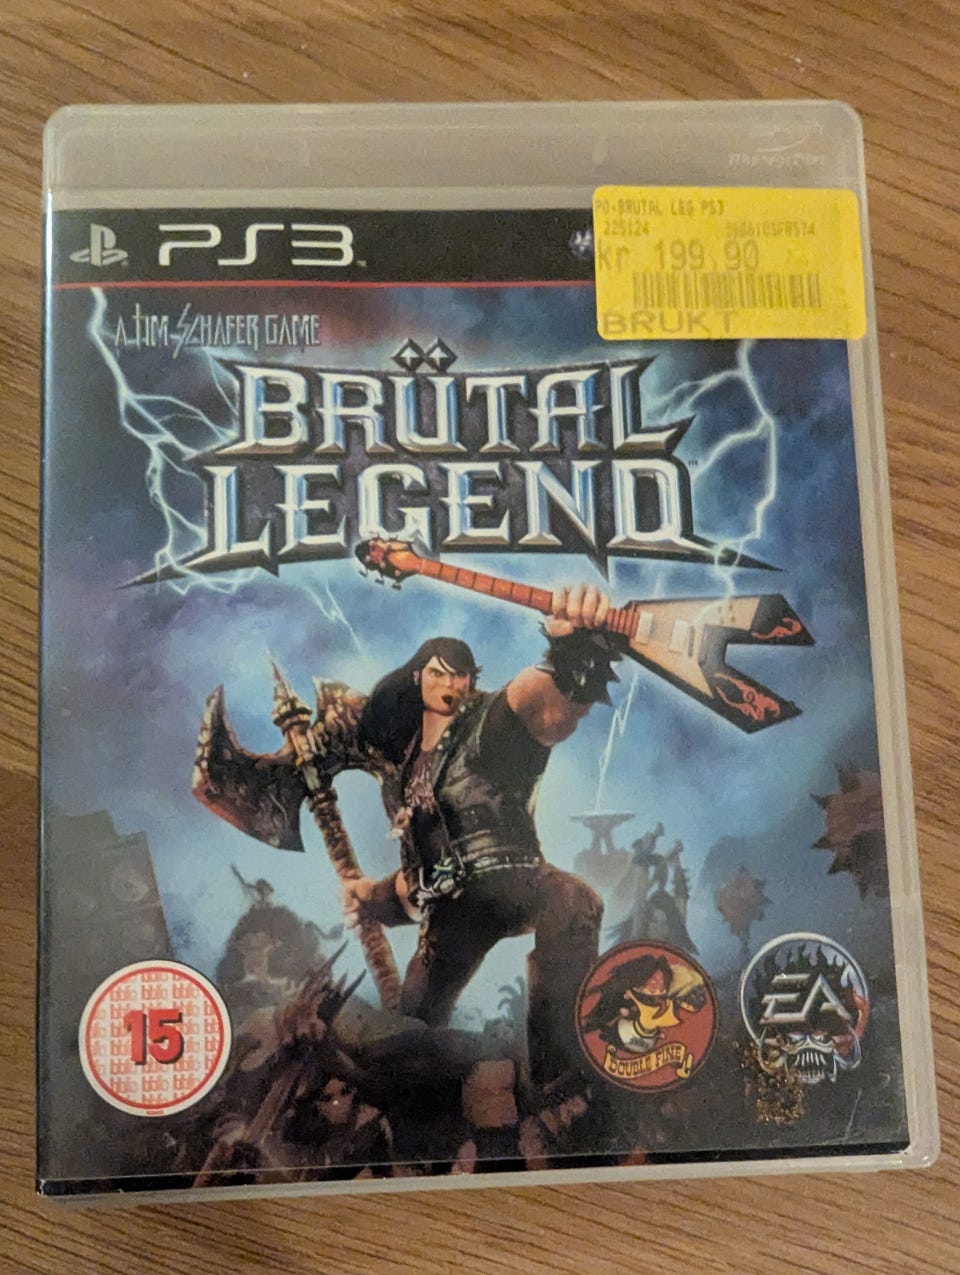 PO-BRUTAL LEG PS3
225124
kr 199,90
BRUKT
PS3
A TIM SCHAFER GAME
BRÜTAL
LEGEND
™
15
DOUBLE FINE
EA